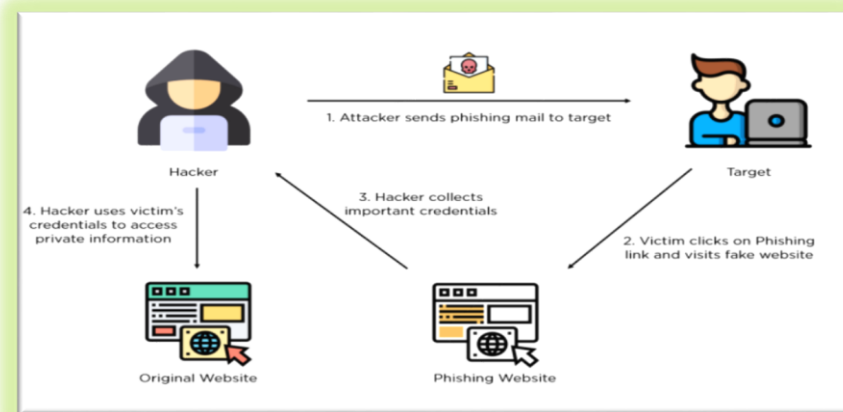 1. Attacker sends phishing mail to target
Hacker
Target
4. Hacker uses victim's
credentials to access
private information
3. Hacker collects
important credentials
2. Victim clicks on Phishing
link and visits fake website
Original Website
Phishing Website